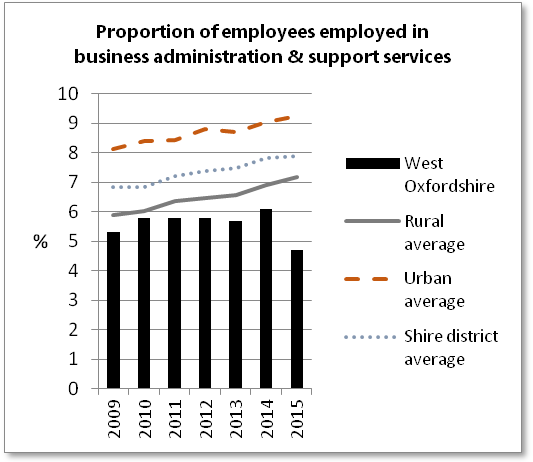 Proportion of employees employed in
business administration & support services
10
9
8
7
6
5
4
3
2
1
0
%
2009
2010
2011
2012
2013
2014
2015
West
Oxfordshire
Rural
average
Urban
average
Shire district
average